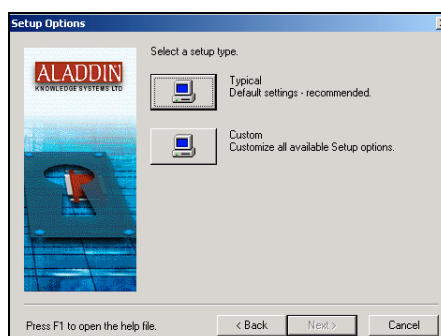 Setup Options
Select a setup type.
ALADDIN
KNOWLEDGE SYSTEMS LTD
Typical
Default settings - recommended.
Custom
Customize all available Setup options.
Press F1 to open the help file.
< Back
Next >
Cancel